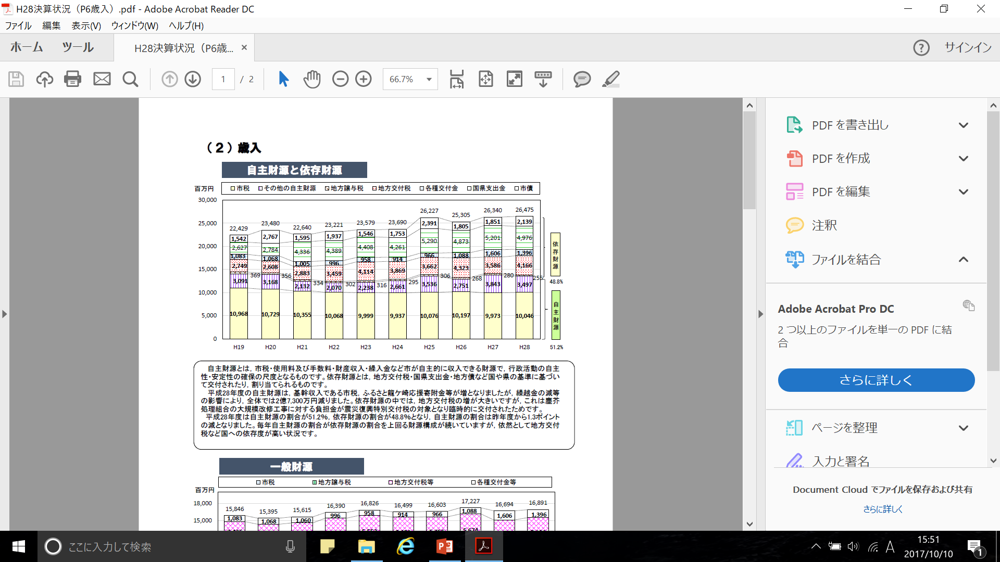 H28決算状況（P6歳入）.pdf - Adobe Acrobat Reader DC
ファイル 編集 表示(V) ウィンドウ(W) ヘルプ(H)
ホーム ツール H28決算状況（P6歳... × サインイン
1 / 2 66.7%
（２）歳入
自主財源と依存財源
百万円 市税 その他の自主財源 地方譲与税 地方交付税 各種交付金 国県支出金 市債
30,000
25,000
20,000
15,000
10,000
5,000
0
22,429 23,480 22,640 23,221 23,579 23,690 26,227 25,305 26,340 26,475
1,542 2,767 1,595 1,937 1,546 1,753 2,391 1,805 1,851 2,139
2,627 2,784 4,336 4,389 4,408 4,261 5,290 4,873 5,201 4,976
1,083 1,068 1,005 996 958 914 966 1,088 1,606 1,396
2,749 2,608 2,883 3,459 4,114 3,869 3,662 4,323 3,586 4,166
369 356 334 302 316 295 306 268 280 255
3,091 3,168 2,132 2,070 2,238 2,661 3,536 2,751 3,843 3,497
10,968 10,729 10,355 10,068 9,999 9,937 10,076 10,197 9,973 10,046
H19 H20 H21 H22 H23 H24 H25 H26 H27 H28
依存財源
48.8%
自主財源
51.2%
自主財源とは，市税・使用料及び手数料・財産収入・繰入金など市が自主的に収入できる財源で，行政活動の自主
性・安定性の確保の尺度となるものです。依存財源とは，地方交付税・国県支出金・地方債など国や県の基準に基づい
て交付されたり，割り当てられるものです。
平成28年度の自主財源は，基幹収入である市税，ふるさと龍ケ崎応援寄附金等が増となりましたが，繰越金の減等
の影響により，全体では2億7,300万円減りました。依存財源の中では，地方交付税の増が大きいですが，これは塵芥
処理組合の大規模改修工事に対する負担金が震災復興特別交付税の対象となり臨時的に交付されたためです。
平成28年度は自主財源の割合が51.2%，依存財源の割合が48.8%となり，自主財源の割合は昨年度から1.3ポイント
の減となりました。毎年自主財源の割合が依存財源の割合を上回る財源構成が続いていますが，依然として地方交付
税など国への依存度が高い状況です。
一般財源
市税 地方譲与税 地方交付税等 各種交付金等
百万円
18,000
15,000
15,846 15,395 15,615 16,390 16,826 16,499 16,603 17,227 16,694 16,891
1,083 1,068 1,060 996 958 914 966 1,088 1,606 1,396
PDF を書き出し
PDF を作成
PDF を編集
注釈
ファイルを結合
Adobe Acrobat Pro DC
2 つ以上のファイルを単一の PDF に結
合
さらに詳しく
ページを整理
入力と署名
Document Cloud でファイルを保存および共有
さらに詳しく
ここに入力して検索
A
15:51
2017/10/10
1